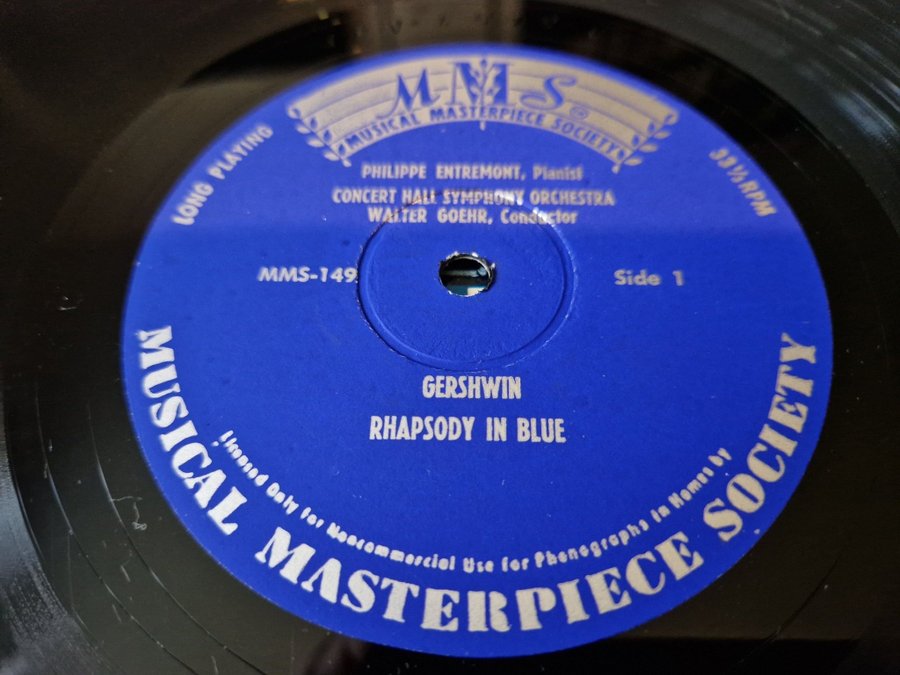 MMS
MUSICAL MASTERPIECE SOCIETY
LONG PLAYING
33 1/3 RPM
PHILIPPE ENTREMONT, Pianist
CONCERT HALL SYMPHONY ORCHESTRA
WALTER GOEHR, Conductor
MMS-149
Side 1
GERSHWIN
RHAPSODY IN BLUE
Licensed Only for Noncommercial Use for Phonographs in Homes by
MUSICAL MASTERPIECE SOCIETY